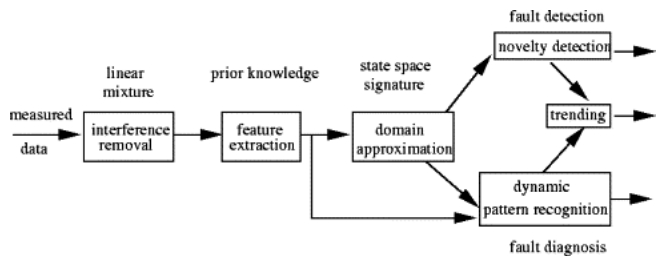 fault detection
novelty detection
linear
mixture
prior knowledge
state space
signature
measured
data
interference
removal
feature
extraction
domain
approximation
trending
dynamic
pattern recognition
fault diagnosis